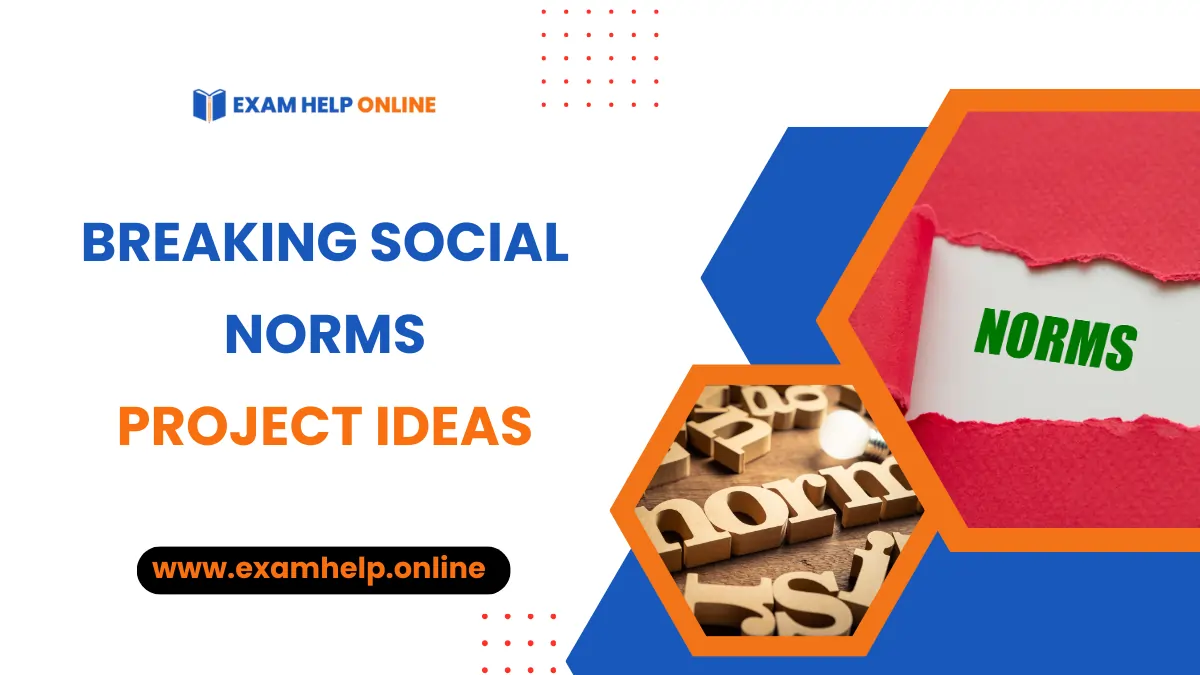 EXAM HELP ONLINE
BREAKING SOCIAL
NORMS
PROJECT IDEAS
www.examhelp.online
NORMS
norm